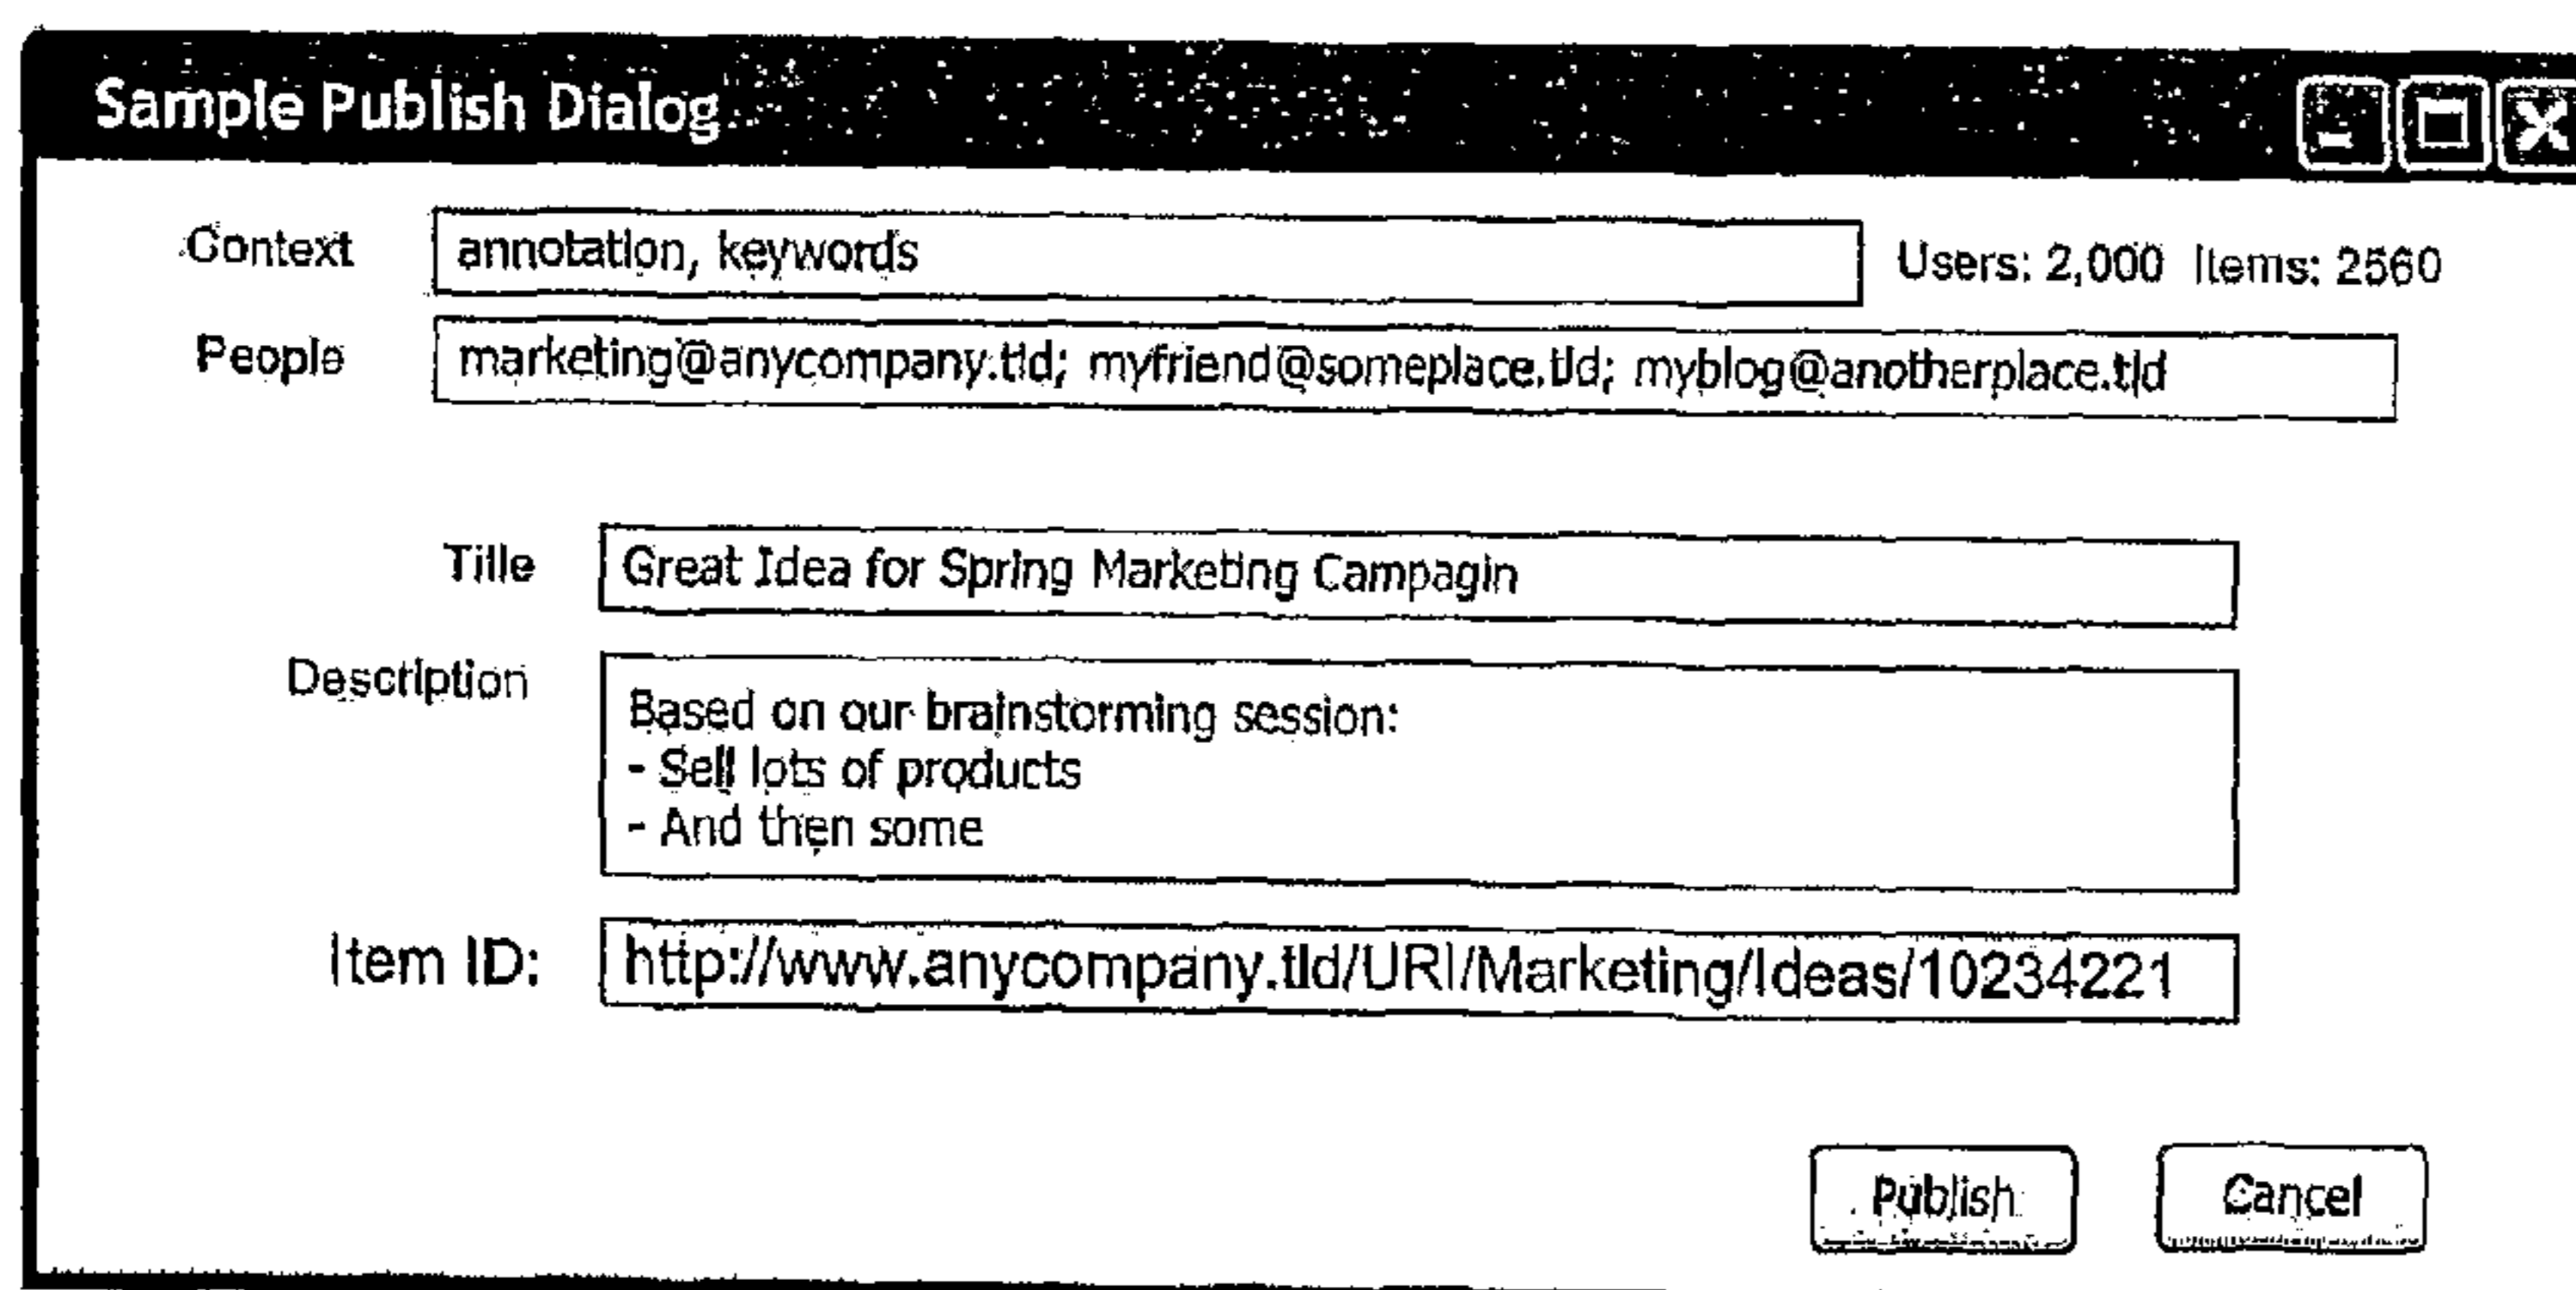 Sample Publish Dialog
Context annotation, keywords Users: 2,000 Items: 2560
People marketing@anycompany.tld; myfriend@someplace.tld; myblog@anotherplace.tld
Title Great Idea for Spring Marketing Campagin
Description Based on our brainstorming session:
- Sell lots of products
- And then some
Item ID: http://www.anycompany.tld/URI/Marketing/Ideas/10234221
Publish Cancel